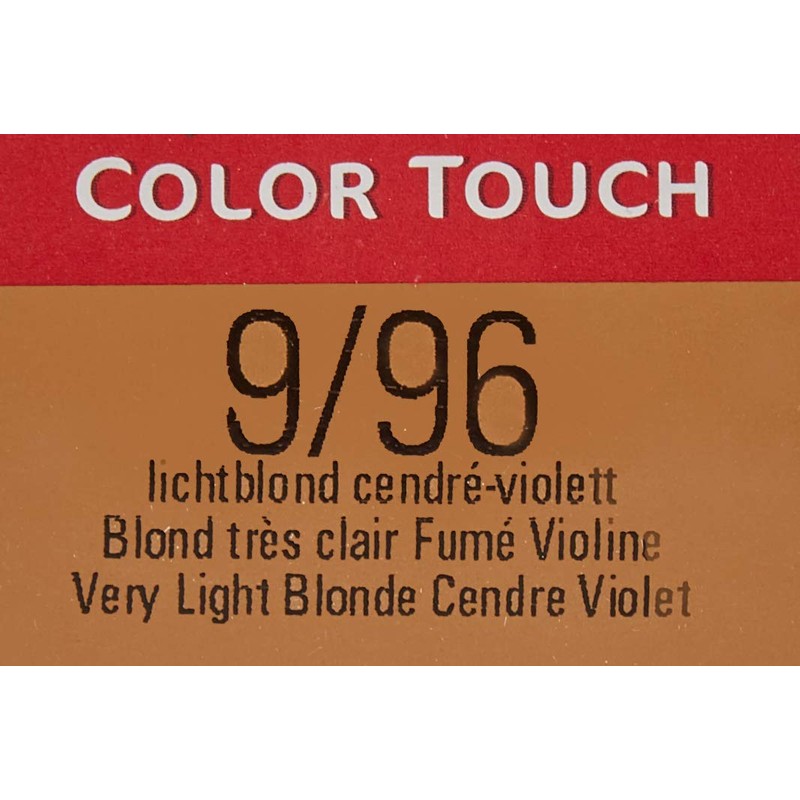 COLOR TOUCH
9/96
lichtblond cendré-violett
Blond très clair Fumé Violine
Very Light Blonde Cendre Violet